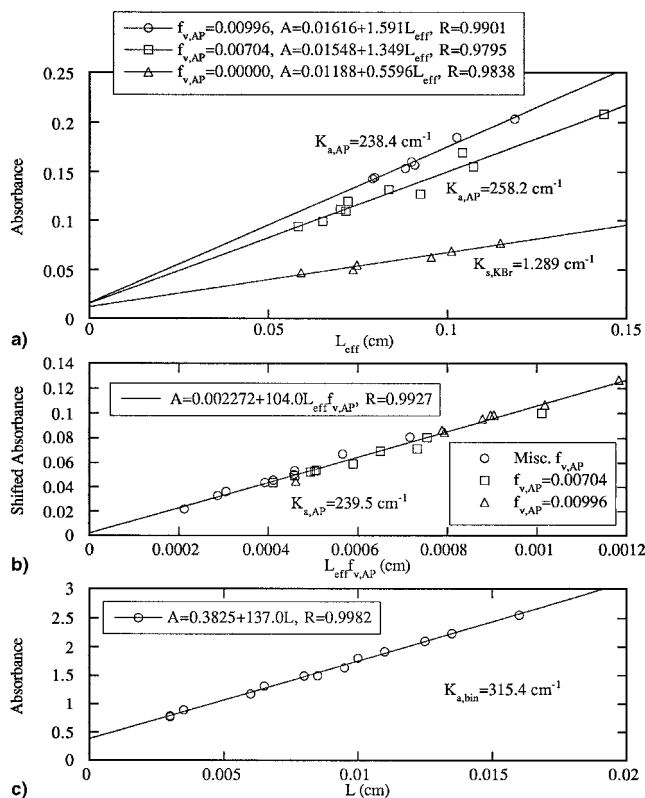 f_v,AP=0.00996, A=0.01616+1.591L_eff, R=0.9901
f_v,AP=0.00704, A=0.01548+1.349L_eff, R=0.9795
f_v,AP=0.00000, A=0.01188+0.5596L_eff, R=0.9838
0.25
0.2
0.15
0.1
0.05
0
Absorbance
K_a,AP=238.4 cm^-1
K_a,AP=258.2 cm^-1
K_s,KBr=1.289 cm^-1
0.05
0.1
0.15
a)
L_eff (cm)
0.14
0.12
0.1
0.08
0.06
0.04
0.02
0
Shifted Absorbance
A=0.002272+104.0L_eff f_v,AP, R=0.9927
Misc. f_v,AP
f_v,AP=0.00704
f_v,AP=0.00996
K_a,AP=239.5 cm^-1
0
0.0002
0.0004
0.0006
0.0008
0.001
0.0012
b)
L_eff f_v,AP (cm)
3
2.5
2
1.5
1
0.5
0
Absorbance
A=0.3825+137.0L, R=0.9982
K_a,bin=315.4 cm^-1
0
0.005
0.01
0.015
0.02
c)
L (cm)